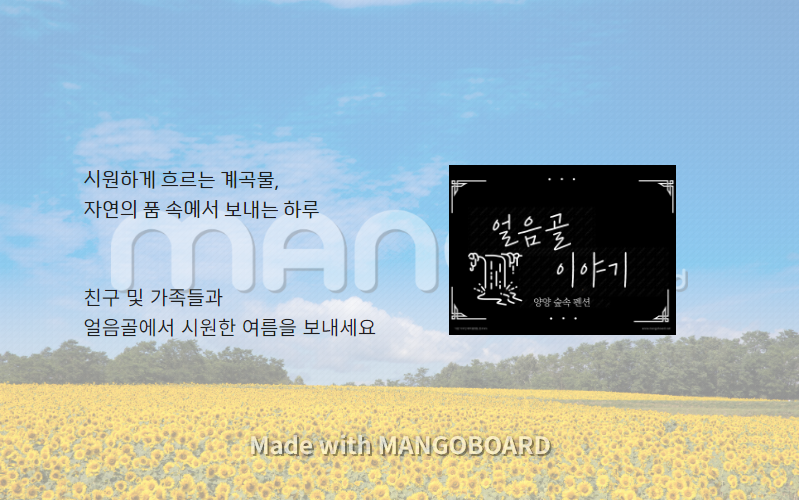 시원하게 흐르는 계곡물,
자연의 품 속에서 보내는 하루
친구 및 가족들과
얼음골에서 시원한 여름을 보내세요
얼음골
이야기
양양 숲속 펜션
Made with MANGOBOARD